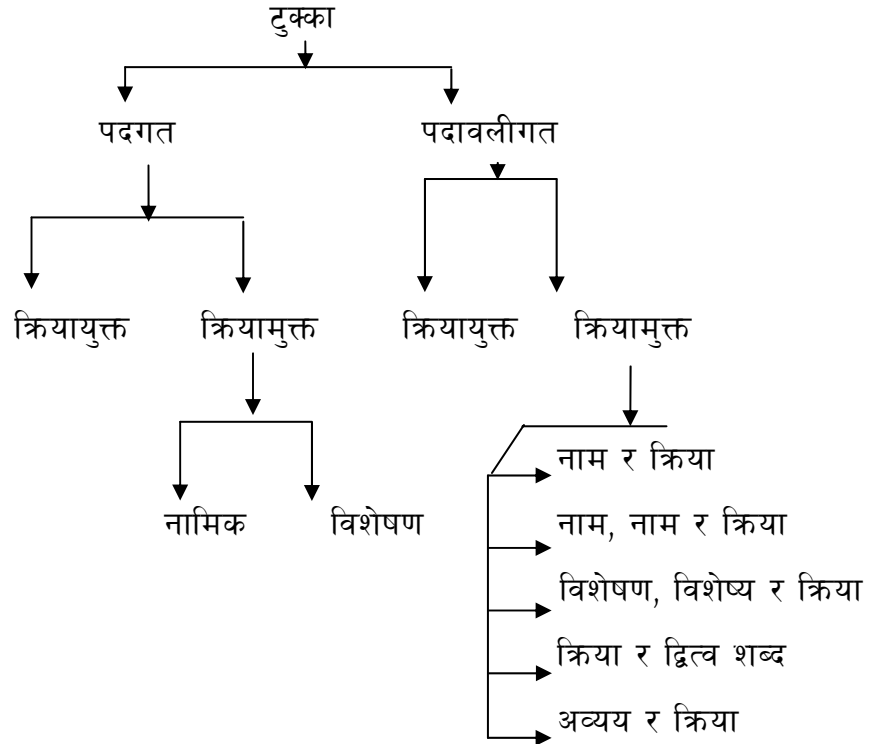 टुक्का
पदगत पदावलीगत
क्रियायुक्त क्रियामुक्त क्रियायुक्त क्रियामुक्त
नाम र क्रिया
नामिक विशेषण नाम, नाम र क्रिया
विशेषण, विशेष्य र क्रिया
क्रिया र द्वित्व शब्द
अव्यय र क्रिया